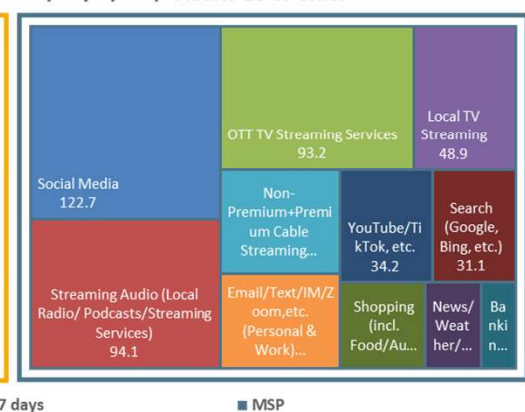 Social Media
122.7
OTT TV Streaming Services
93.2
Local TV
Streaming
48.9
Streaming Audio (Local
Radio/ Podcasts/Streaming
Services)
94.1
Non-
Premium+Premi
um Cable
Streaming...
YouTube/Ti
kTok, etc.
34.2
Search
(Google,
Bing, etc.)
31.1
Email/Text/IM/Z
oom,etc.
(Personal &
Work)...
Shopping
(incl.
Food/Au...
News/
Weat
her/...
Ba
nki
n...
7 days
MSP